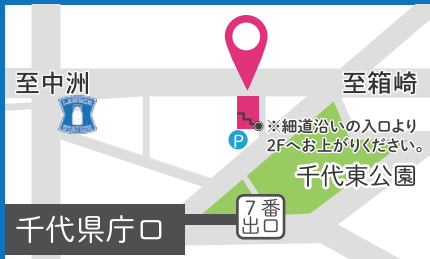 至中洲
至箱崎
LAWSON
STATION
P
※細道沿いの入口より
2Fへお上がりください。
千代東公園
7番
出口
千代県庁口